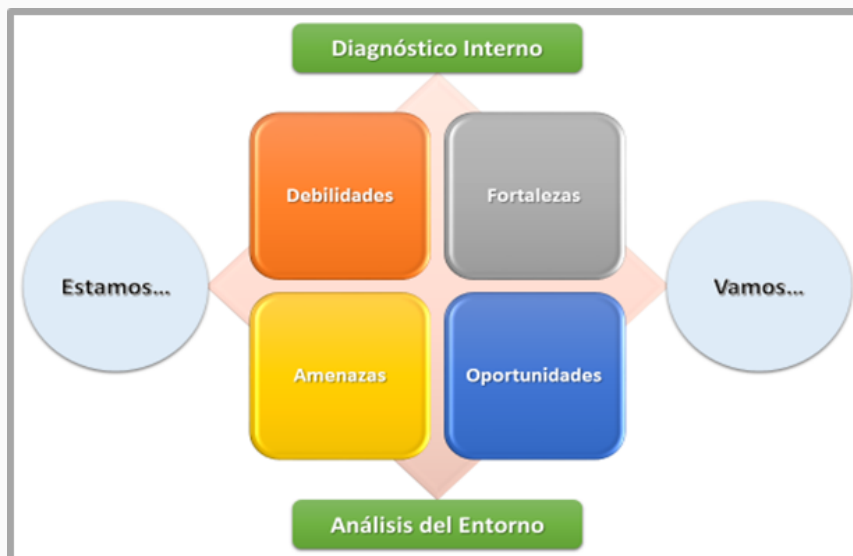 Diagnóstico Interno
Debilidades
Fortalezas
Estamos...
Vamos...
Amenazas
Oportunidades
Análisis del Entorno